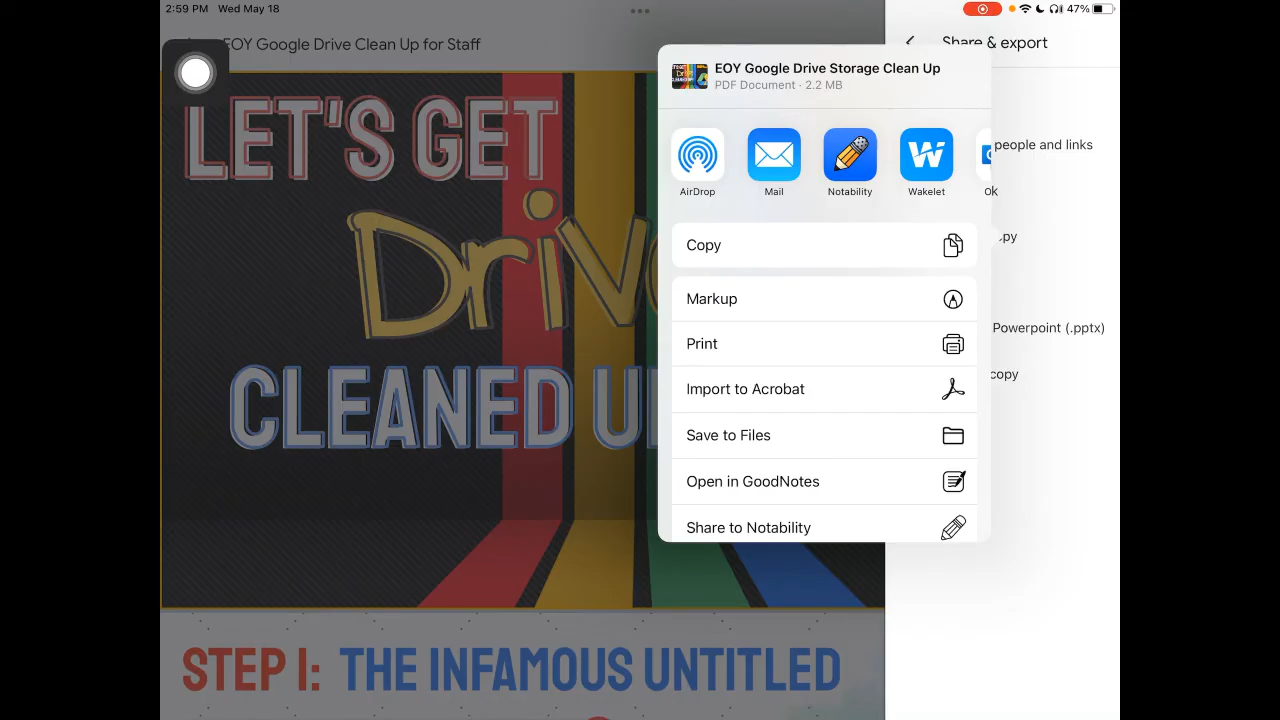 2:59 PM Wed May 18
47%
EOY Google Drive Clean Up for Staff
Share & export
EOY Google Drive Storage Clean Up
PDF Document · 2.2 MB
LET'S GET
Drive
CLEANED U
people and links
AirDrop
Mail
Notability
Wakelet
Copy
Markup
Print
Powerpoint (.pptx)
copy
Import to Acrobat
Save to Files
Open in GoodNotes
Share to Notability
STEP 1: THE INFAMOUS UNTITLED